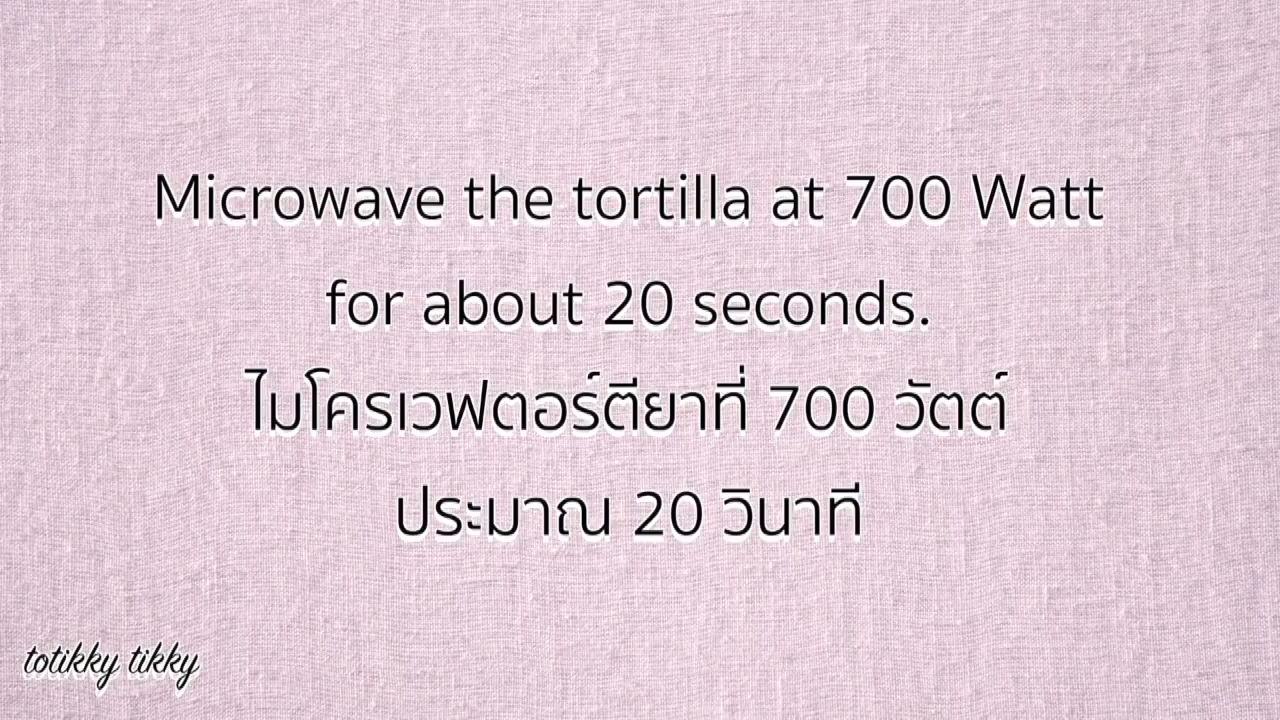 Microwave the tortilla at 700 Watt
for about 20 seconds.
ไมโครเวฟตอร์ตียาที่ 700 วัตต์
ประมาณ 20 วินาที
totikky tikky